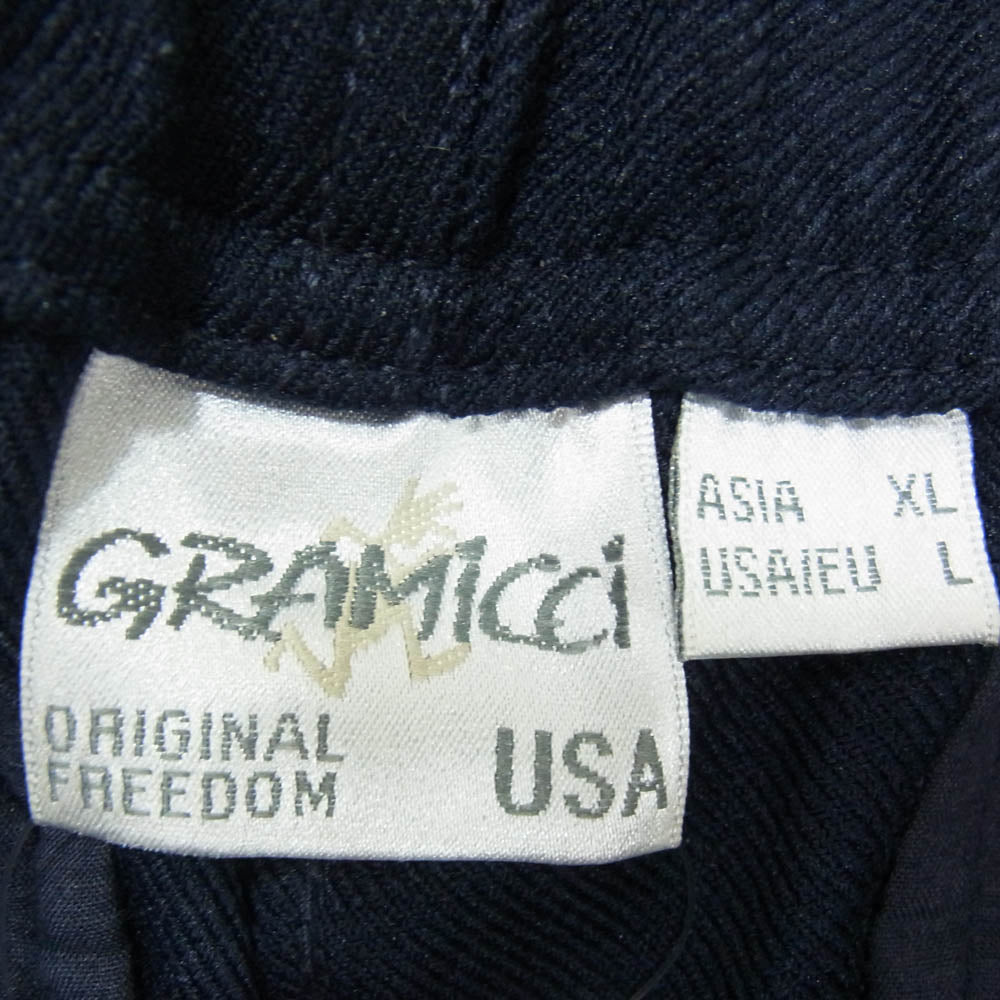 GRAMICCi
ORIGINAL
FREEDOM
USA
ASIA XL
USA/EU L